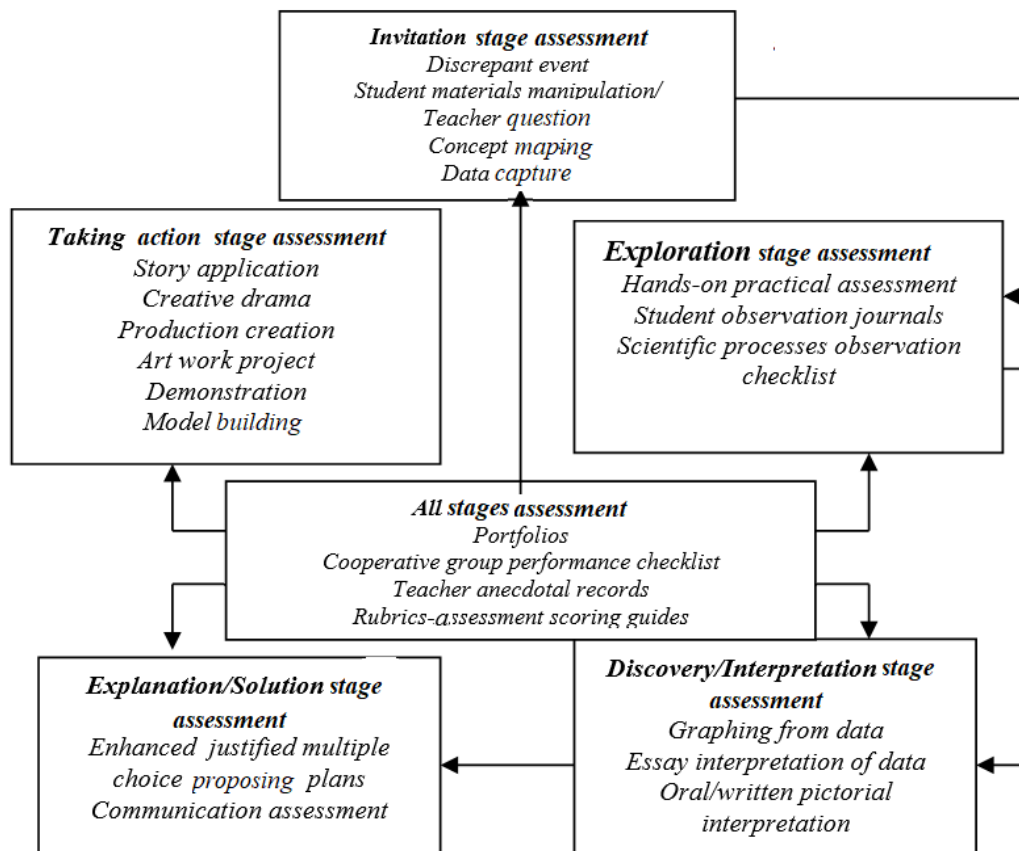 Invitation stage assessment
Discrepant event
Student materials manipulation/
Teacher question
Concept maping
Data capture
Taking action stage assessment
Story application
Creative drama
Production creation
Art work project
Demonstration
Model building
Exploration stage assessment
Hands-on practical assessment
Student observation journals
Scientific processes observation
checklist
All stages assessment
Portfolios
Cooperative group performance checklist
Teacher anecdotal records
Rubrics-assessment scoring guides
Explanation/Solution stage
assessment
Enhanced justified multiple
choice proposing plans
Communication assessment
Discovery/Interpretation stage
assessment
Graphing from data
Essay interpretation of data
Oral/written pictorial
interpretation